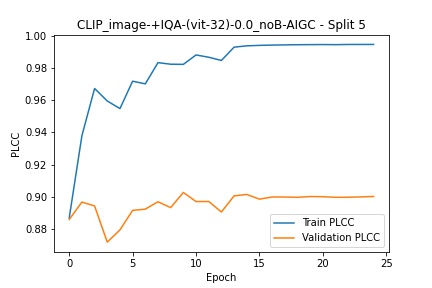 CLIP_image-+IQA-(vit-32)-0.0_noB-AIGC - Split 5
1.00
0.98
0.96
0.94
0.92
0.90
0.88
PLCC
Train PLCC
Validation PLCC
0 5 10 15 20 25
Epoch